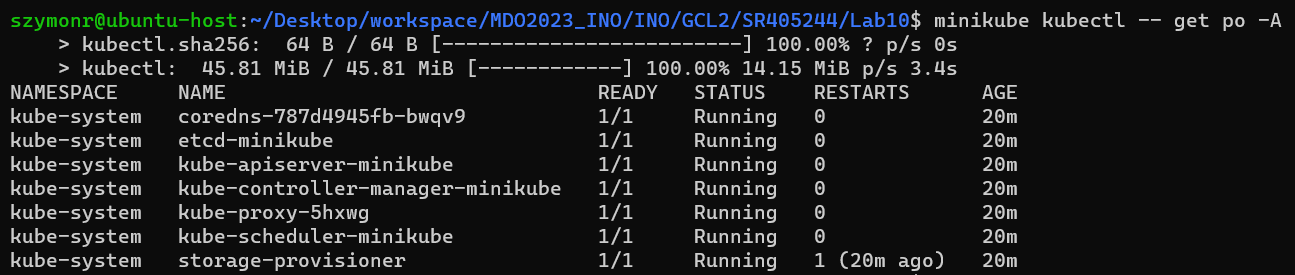 szymonr@ubuntu-host:~/Desktop/workspace/MDO2023_INO/INO/GCL2/SR405244/Lab10$ minikube kubectl -- get po -A
    > kubectl.sha256:  64 B / 64 B [-------------------------] 100.00% ? p/s 0s
    > kubectl:  45.81 MiB / 45.81 MiB [------------] 100.00% 14.15 MiB p/s 3.4s
NAMESPACE     NAME                               READY   STATUS    RESTARTS      AGE
kube-system   coredns-787d4945fb-bwqv9           1/1     Running   0             20m
kube-system   etcd-minikube                      1/1     Running   0             20m
kube-system   kube-apiserver-minikube            1/1     Running   0             20m
kube-system   kube-controller-manager-minikube   1/1     Running   0             20m
kube-system   kube-proxy-5hxwg                   1/1     Running   0             20m
kube-system   kube-scheduler-minikube            1/1     Running   0             20m
kube-system   storage-provisioner                1/1     Running   1 (20m ago)   20m